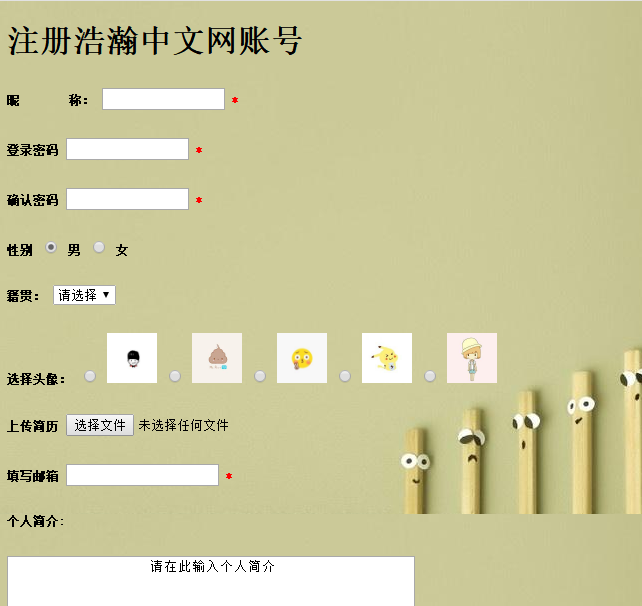 注册浩瀚中文网账号
昵 称: *
登录密码 *
确认密码 *
性别 男 女
籍贯: 请选择
选择头像:
上传简历 选择文件 未选择任何文件
填写邮箱 *
个人简介:
请在此输入个人简介